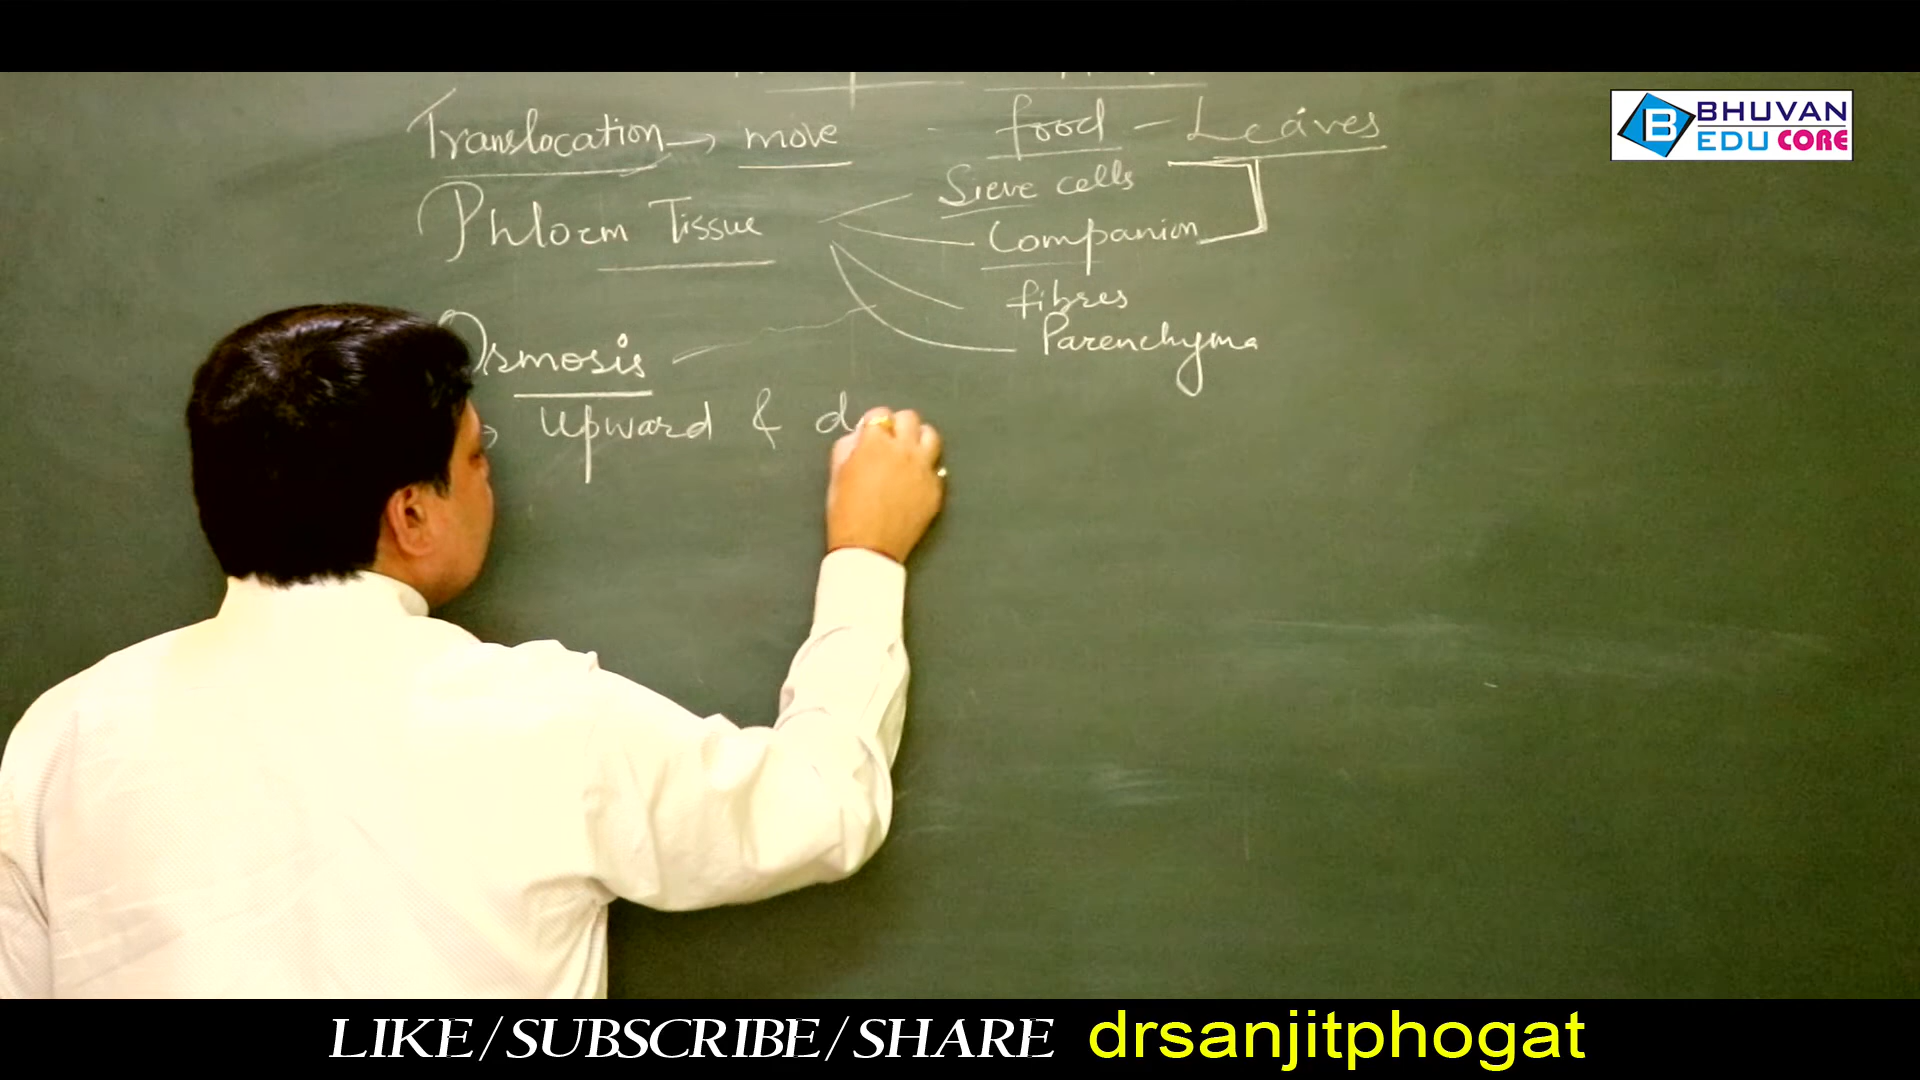 Translocation → move - food - Leaves
Phloem Tissue
Sieve cells
Companion
fibres
Parenchyma
Osmosis
→ Upward & d
BHUVAN
EDU CORE
LIKE/SUBSCRIBE/SHARE drsanjitphogat